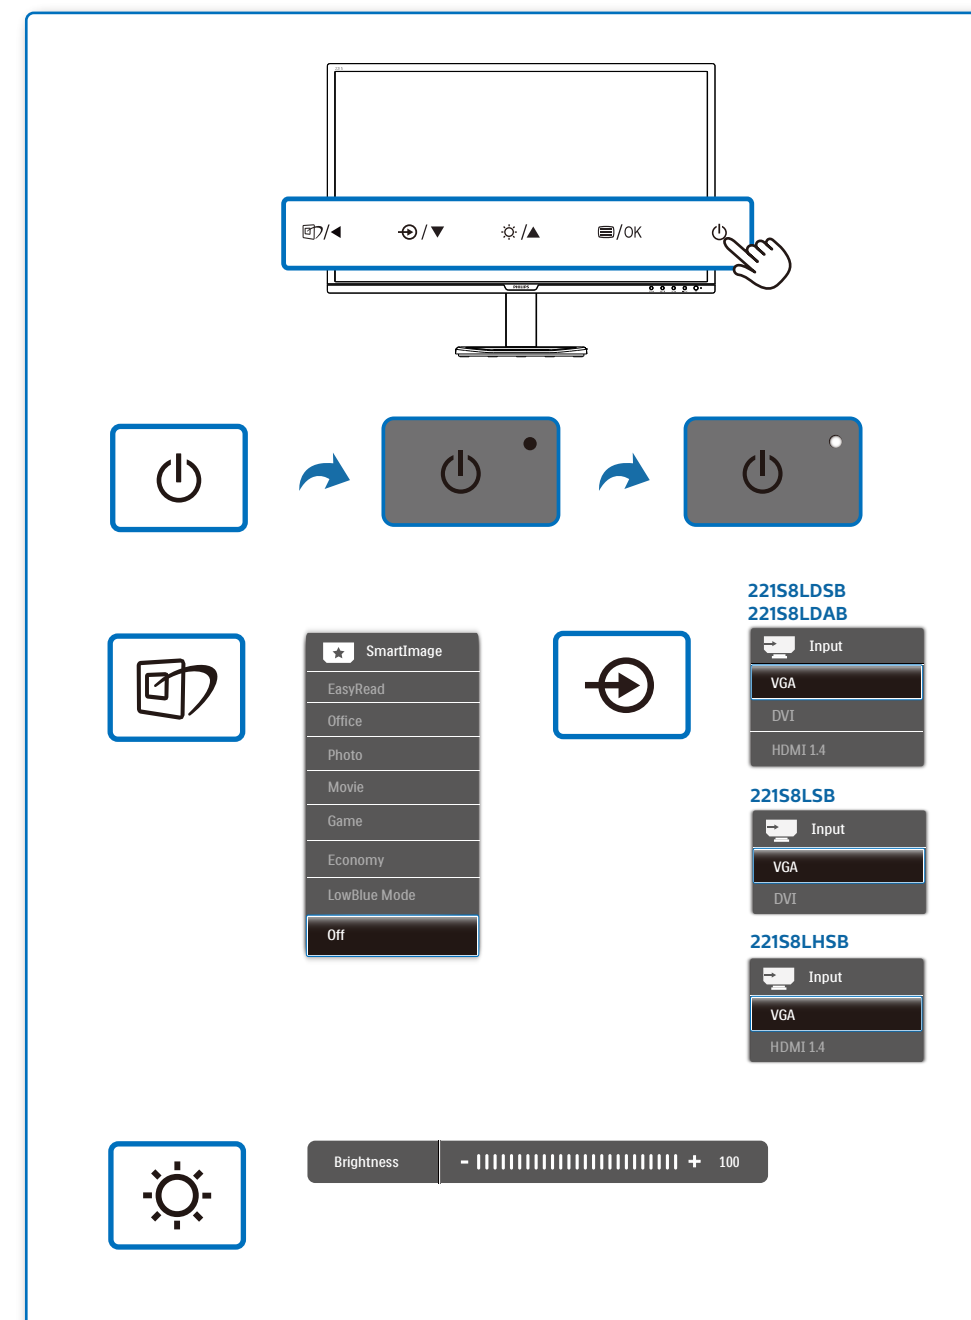 /OK
PHILIPS
221S8LDSB
221S8LDAB
SmartImage
EasyRead
Office
Photo
Movie
Game
Economy
LowBlue Mode
Off
Input
VGA
DVI
HDMI 1.4
221S8LSB
Input
VGA
DVI
221S8LHSB
Input
VGA
HDMI 1.4
Brightness - + 100